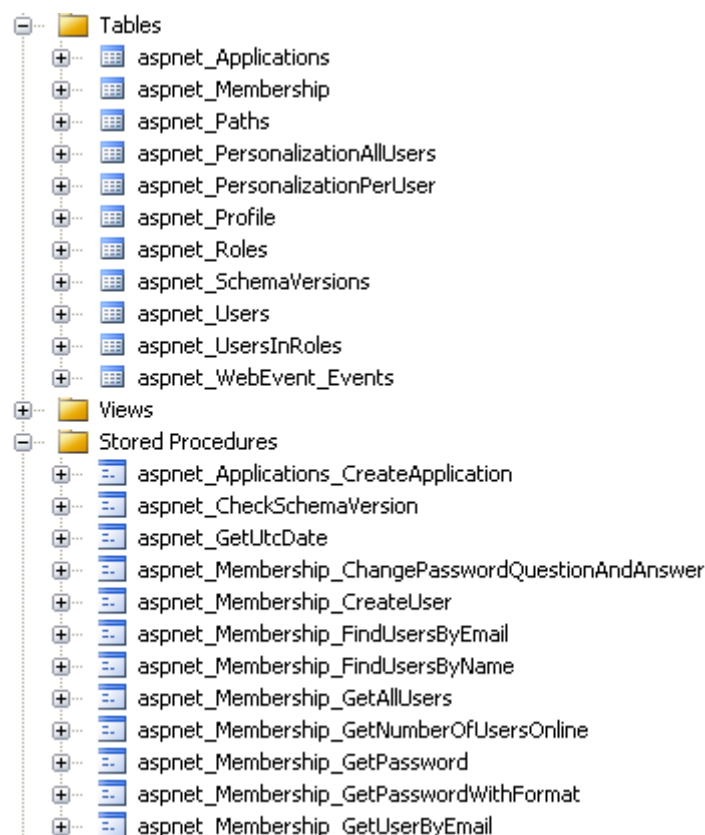 Tables
aspnet_Applications
aspnet_Membership
aspnet_Paths
aspnet_PersonalizationAllUsers
aspnet_PersonalizationPerUser
aspnet_Profile
aspnet_Roles
aspnet_SchemaVersions
aspnet_Users
aspnet_UsersInRoles
aspnet_WebEvent_Events
Views
Stored Procedures
aspnet_Applications_CreateApplication
aspnet_CheckSchemaVersion
aspnet_GetUtcDate
aspnet_Membership_ChangePasswordQuestionAndAnswer
aspnet_Membership_CreateUser
aspnet_Membership_FindUsersByEmail
aspnet_Membership_FindUsersByName
aspnet_Membership_GetAllUsers
aspnet_Membership_GetNumberOfUsersOnline
aspnet_Membership_GetPassword
aspnet_Membership_GetPasswordWithFormat
aspnet_Membership_GetUserByEmail